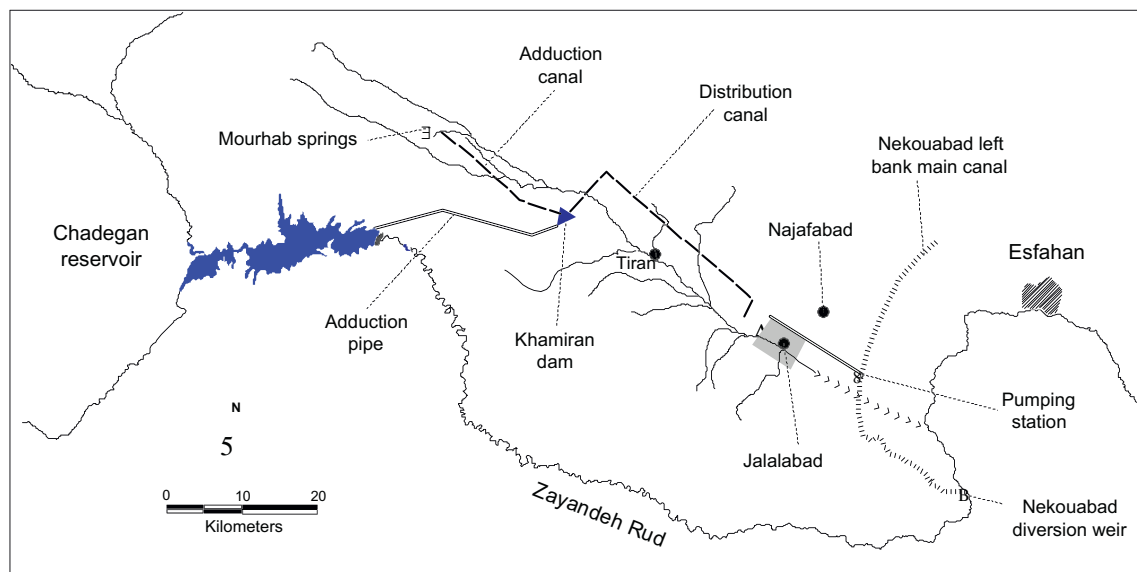 Adduction
canal
Distribution
canal
Mourhab springs
E
Nekouabad left
bank main canal
Chadegan
reservoir
Najafabad
Esfahan
Tiran
Adduction
pipe
Khamiran
dam
Pumping
station
N
5
Jalalabad
Zayandeh Rud
B
Nekouabad
diversion weir
0 10 20
Kilometers